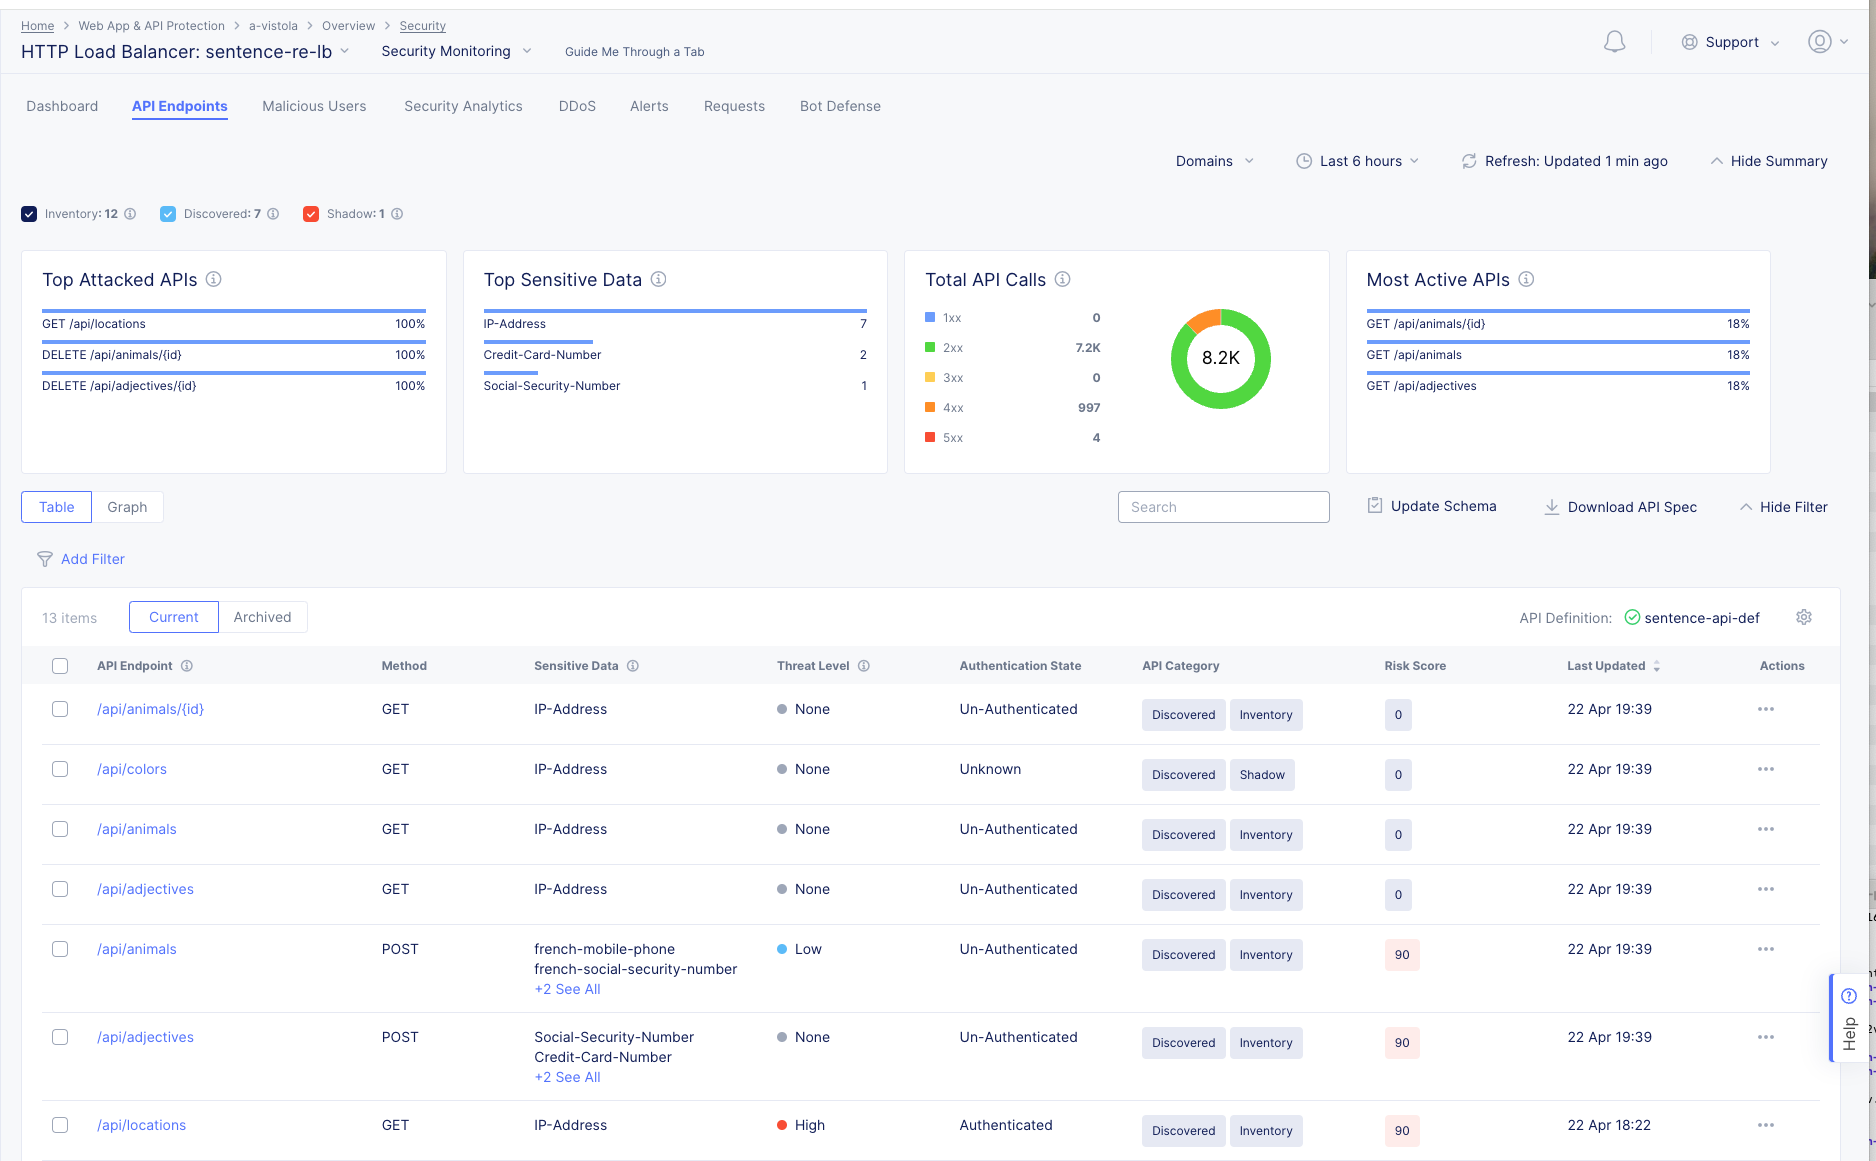 Home > Web App & API Protection > a-vistola > Overview > Security
HTTP Load Balancer: sentence-re-lb Security Monitoring Guide Me Through a Tab
Support
Dashboard API Endpoints Malicious Users Security Analytics DDoS Alerts Requests Bot Defense
Domains Last 6 hours Refresh: Updated 1 min ago Hide Summary
Inventory: 12 Discovered: 7 Shadow: 1
Top Attacked APIs
GET /api/locations 100%
DELETE /api/animals/{id} 100%
DELETE /api/adjectives/{id} 100%
Top Sensitive Data
IP-Address 7
Credit-Card-Number 2
Social-Security-Number 1
Total API Calls
1xx 0
2xx 7.2K
3xx 0
4xx 997
5xx 4
8.2K
Most Active APIs
GET /api/animals/{id} 18%
GET /api/animals 18%
GET /api/adjectives 18%
Table Graph Search Update Schema Download API Spec Hide Filter
Add Filter
13 items Current Archived API Definition: sentence-api-def
API Endpoint Method Sensitive Data Threat Level Authentication State API Category Risk Score Last Updated Actions
/api/animals/{id} GET IP-Address None Un-Authenticated Discovered Inventory 0 22 Apr 19:39
/api/colors GET IP-Address None Unknown Discovered Shadow 0 22 Apr 19:39
/api/animals GET IP-Address None Un-Authenticated Discovered Inventory 0 22 Apr 19:39
/api/adjectives GET IP-Address None Un-Authenticated Discovered Inventory 0 22 Apr 19:39
/api/animals POST french-mobile-phone Low Un-Authenticated Discovered Inventory 90 22 Apr 19:39
french-social-security-number
+2 See All
/api/adjectives POST Social-Security-Number None Un-Authenticated Discovered Inventory 90 22 Apr 19:39
Credit-Card-Number
+2 See All
/api/locations GET IP-Address High Authenticated Discovered Inventory 90 22 Apr 18:22
Help